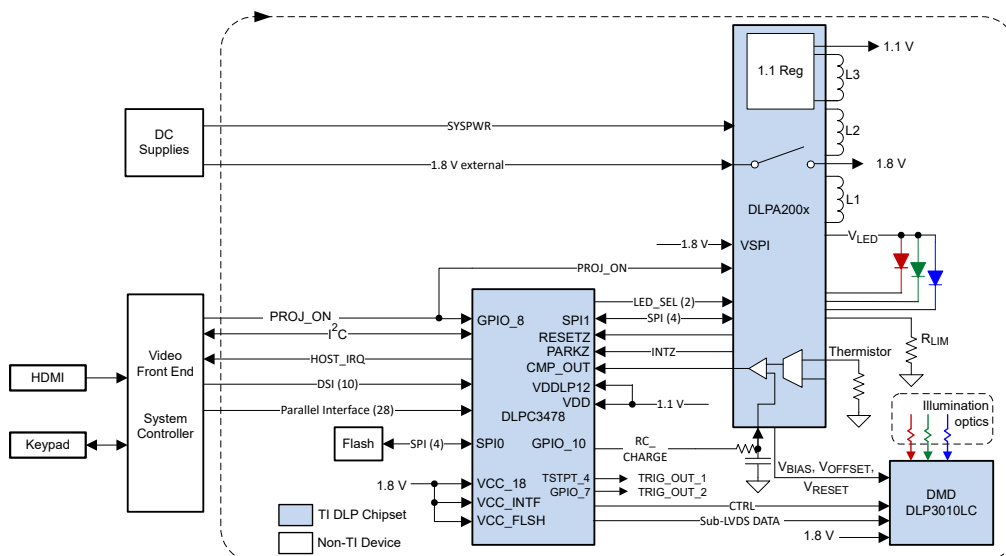 1.1 V
1.1 Reg
L3
DC
Supplies
SYSPWR
L2
1.8 V external
1.8 V
L1
DLPA200x
1.8 V
VSPI
VLED
PROJ_ON
Video
Front End
System
Controller
PROJ_ON
I2C
HOST_IRQ
DSI (10)
Parallel Interface (28)
HDMI
Keypad
Flash
SPI (4)
GPIO_8
SPI1
RESETZ
PARKZ
CMP_OUT
VDDLP12
VDD
DLPC3478
SPI0
GPIO_10
TSTPT_4
GPIO_7
VCC_18
VCC_INTF
VCC_FLSH
1.8 V
LED_SEL (2)
SPI (4)
INTZ
1.1 V
RC_
CHARGE
TRIG_OUT_1
TRIG_OUT_2
CTRL
Sub-LVDS DATA
Thermistor
RLIM
Illumination
optics
VBIAS, VOFFSET,
VRESET
DMD
DLP3010LC
1.8 V
TI DLP Chipset
Non-TI Device